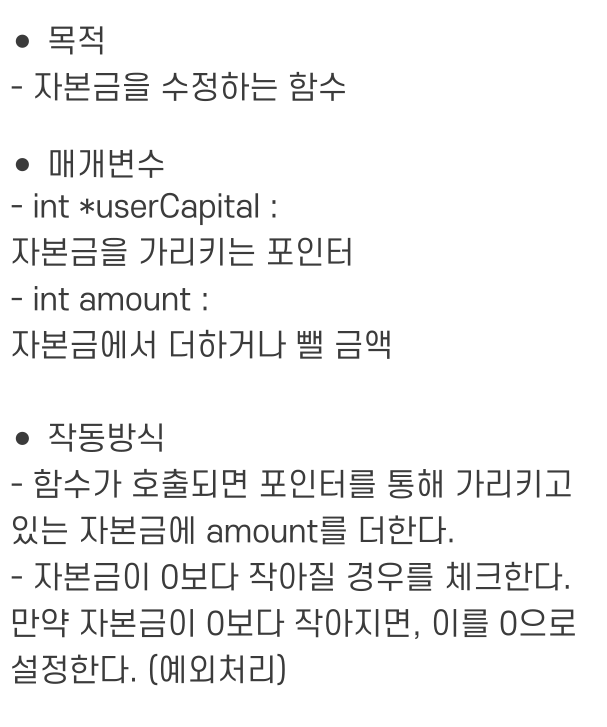 ● 목적
- 자본금을 수정하는 함수
● 매개변수
- int *userCapital :
자본금을 가리키는 포인터
- int amount :
자본금에서 더하거나 뺄 금액
● 작동방식
- 함수가 호출되면 포인터를 통해 가리키고
있는 자본금에 amount를 더한다.
- 자본금이 0보다 작아질 경우를 체크한다.
만약 자본금이 0보다 작아지면, 이를 0으로
설정한다. (예외처리)